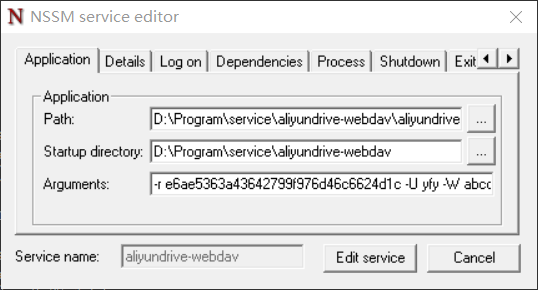 NSSM service editor
Application Details Log on Dependencies Process Shutdown Exit
Application
Path: D:\Program\service\aliyundrive-webdav\aliyundrive ...
Startup directory: D:\Program\service\aliyundrive-webdav ...
Arguments: -r e6ae5363a43642799f976d46c6624d1c -U yfy -W abcc
Service name: aliyundrive-webdav Edit service Cancel